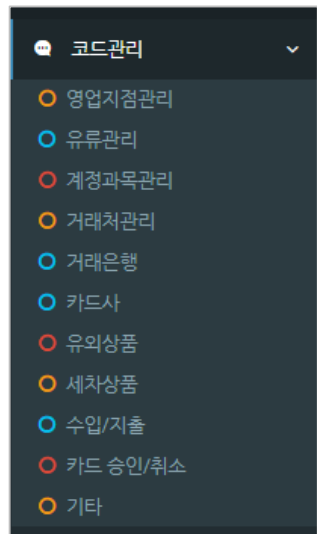 코드관리
영업지점관리
유류관리
계정과목관리
거래처관리
거래은행
카드사
유외상품
세차상품
수입/지출
카드 승인/취소
기타